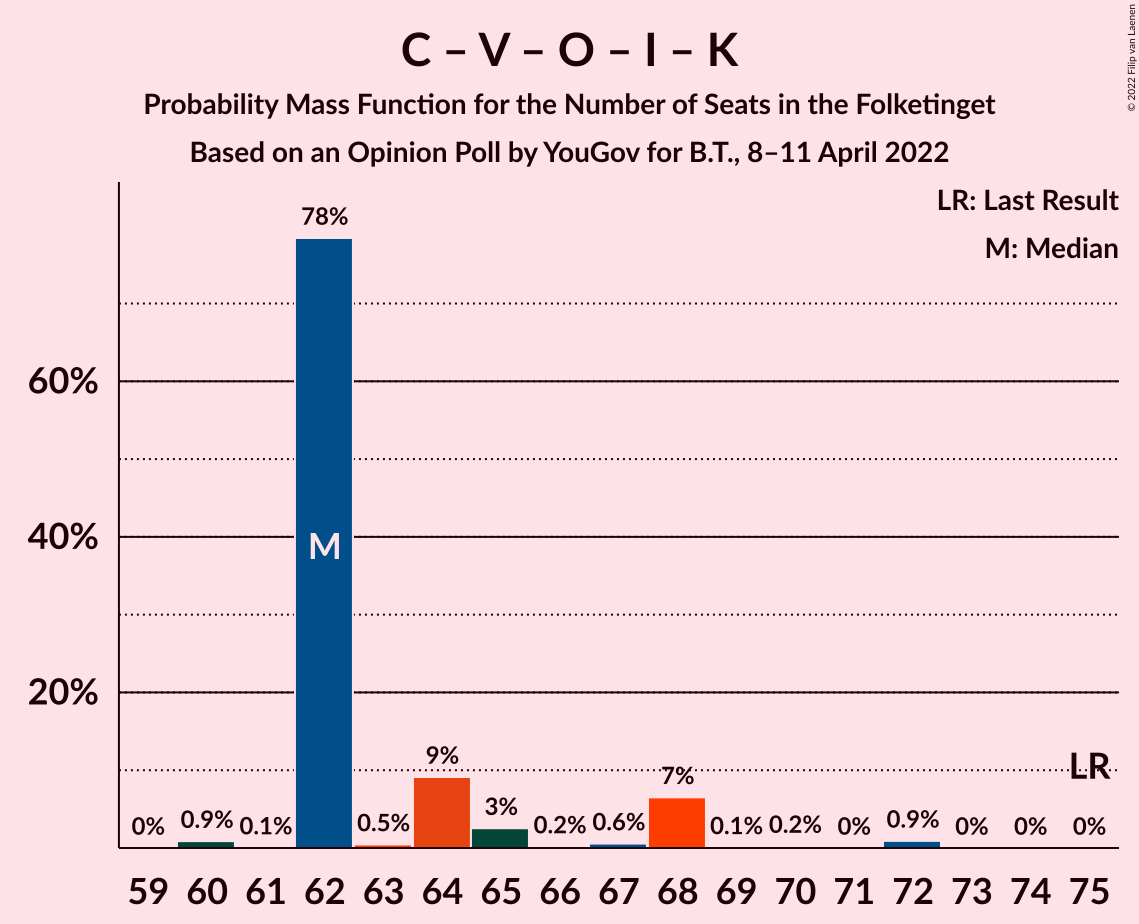 C – V – O – I – K
Probability Mass Function for the Number of Seats in the Folketinget
Based on an Opinion Poll by YouGov for B.T., 8–11 April 2022
© 2022 Filip van Laenen
LR: Last Result
M: Median
78%
60%
40%
20%
M
LR
0% 0.9% 0.1% 0.5% 9% 3% 0.2% 0.6% 7% 0.1% 0.2% 0% 0.9% 0% 0% 0%
59 60 61 62 63 64 65 66 67 68 69 70 71 72 73 74 75